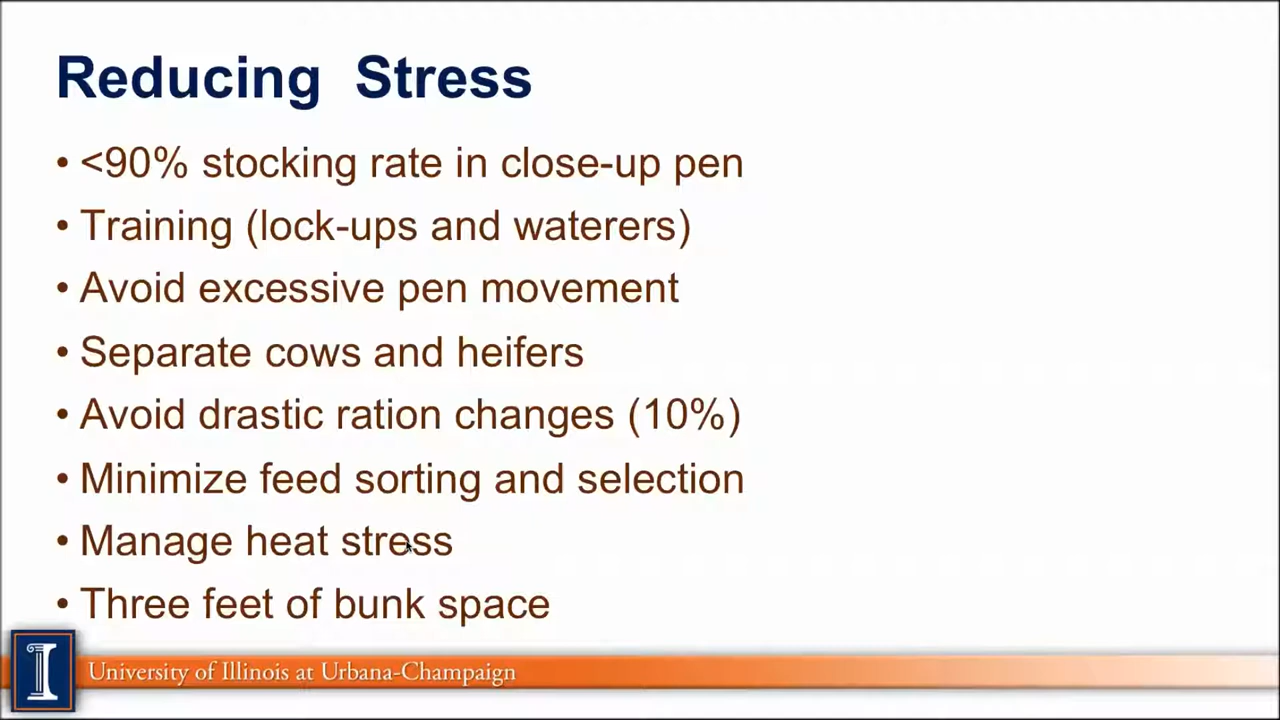 Reducing Stress
• <90% stocking rate in close-up pen
• Training (lock-ups and waterers)
• Avoid excessive pen movement
• Separate cows and heifers
• Avoid drastic ration changes (10%)
• Minimize feed sorting and selection
• Manage heat stress
• Three feet of bunk space
I
University of Illinois at Urbana-Champaign